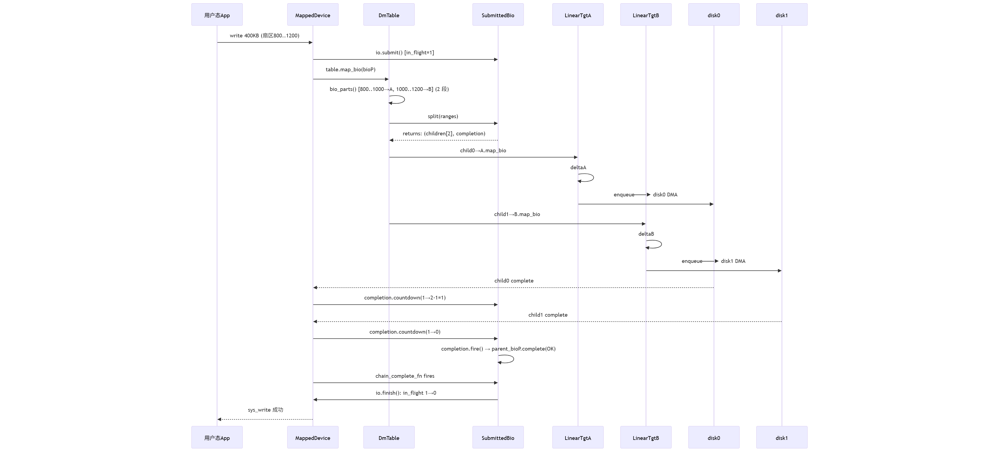 用户态App
MappedDevice
DmTable
SubmittedBio
LinearTgtA
LinearTgtB
disk0
disk1
write 400KB (扇区800..1200)
io.submit() [in_flight=1]
table.map_bio(bioP)
bio_parts() [800..1000→A, 1000..1200→B] (2 段)
split(ranges)
returns: (children[2], completion)
child0→A.map_bio
deltaA
enqueue──► disk0 DMA
child1→B.map_bio
deltaB
enqueue──► disk1 DMA
child0 complete
completion.countdown(1→2-1=1)
child1 complete
completion.countdown(1→0)
completion.fire() → parent_bioP.complete(OK)
chain_complete_fn fires
io.finish(): in_flight 1→0
sys_write 成功
用户态App
MappedDevice
DmTable
SubmittedBio
LinearTgtA
LinearTgtB
disk0
disk1